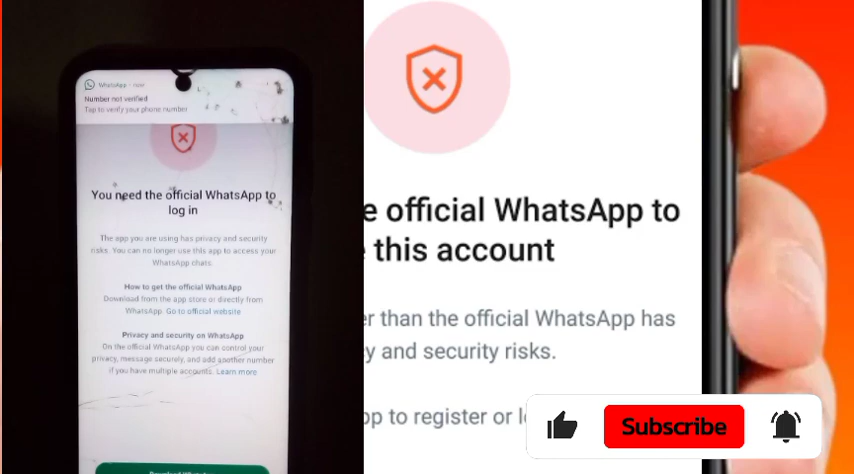 WhatsApp • now
Number not verified
Tap to verify your phone number
You need the official WhatsApp to
log in
The app you are using has privacy and security
risks. You can no longer use this app to access your
WhatsApp chats.
How to get the official WhatsApp
Download from the app store or directly from
WhatsApp. Go to official website
Privacy and security on WhatsApp
On the official WhatsApp you can control your
privacy, message securely, and add another number
if you have multiple accounts. Learn more
e official WhatsApp to
this account
than the official WhatsApp has
y and security risks.
to register or
Subscribe